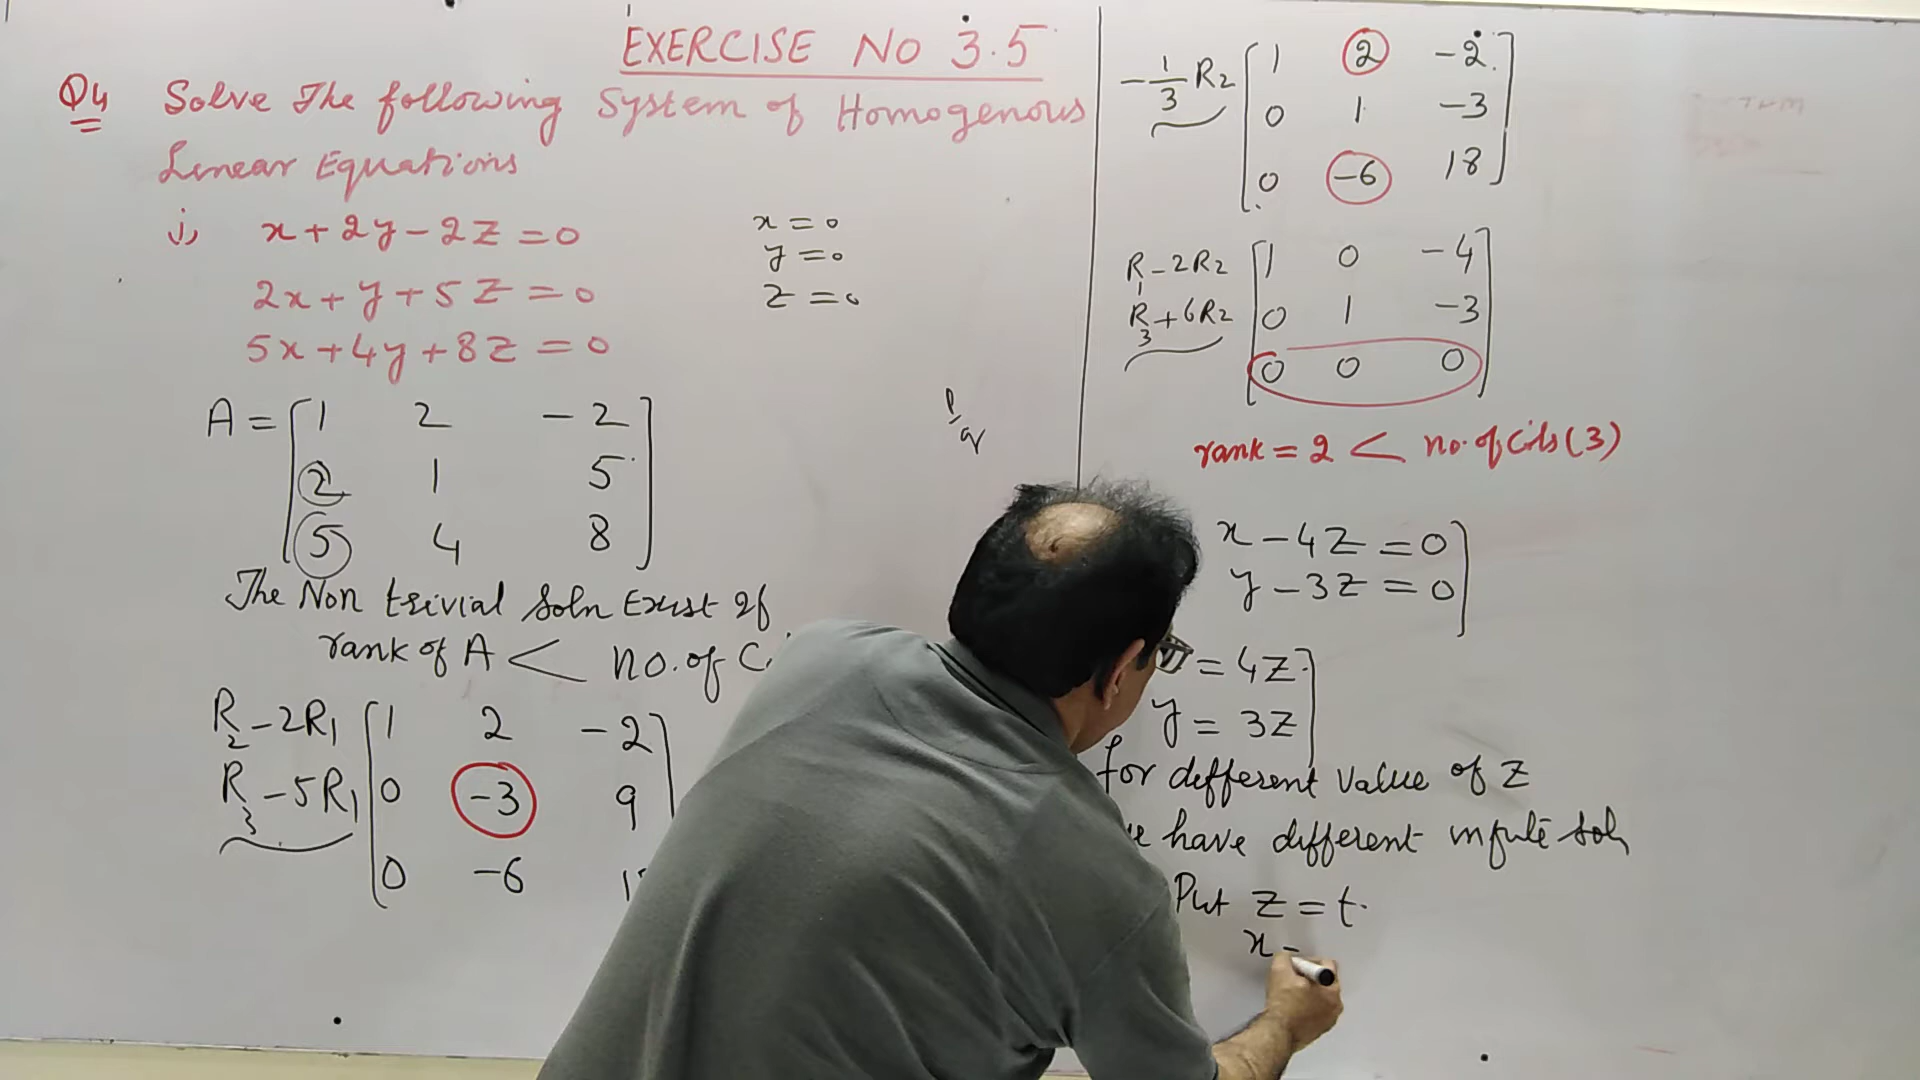 EXERCISE NO 3.5
Q4 Solve The following System of Homogenous
Linear Equations
i) x+2y-2z=0
2x+y+5z=0
5x+4y+8z=0
x=0
y=0
z=0
A = [1 2 -2
2 1 5
5 4 8]
The Non trivial Soln Exist If
rank of A < no. of C
R2-2R1 [1 2 -2]
R3-5R1 0 -3 9
0 -6 1
P/q
-1/3 R2 [1 2 -2
0 1 -3
0 -6 18]
R1-2R2 [1 0 -4
R3+6R2 0 1 -3
0 0 0]
rank = 2 < no. of Cols (3)
x-4z=0
y-3z=0
= 4z
y = 3z
for different value of z
have different infinite soln
Put z = t.
x =